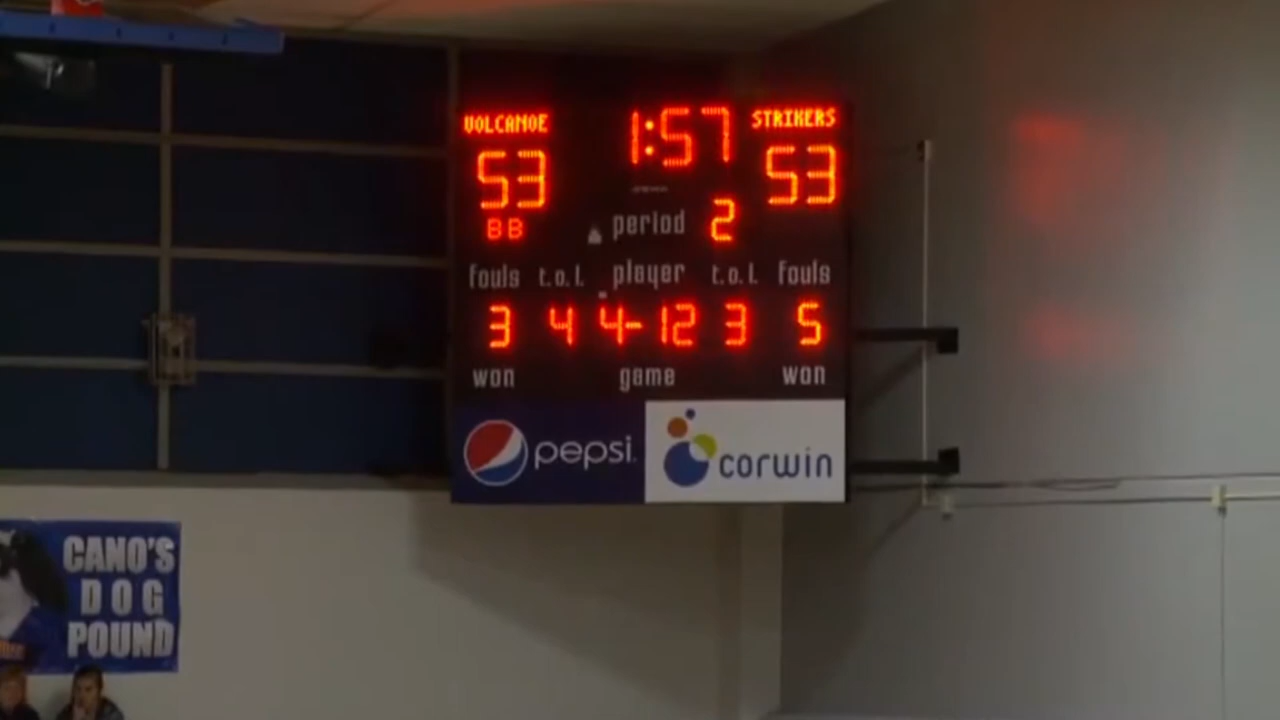 VOLCANOE 1:57 STRIKERS
53 53
BB period 2
fouls t.o.l. player t.o.l. fouls
3 4 4-12 3 5
won game won
pepsi corwin
CANO'S
DOG
POUND